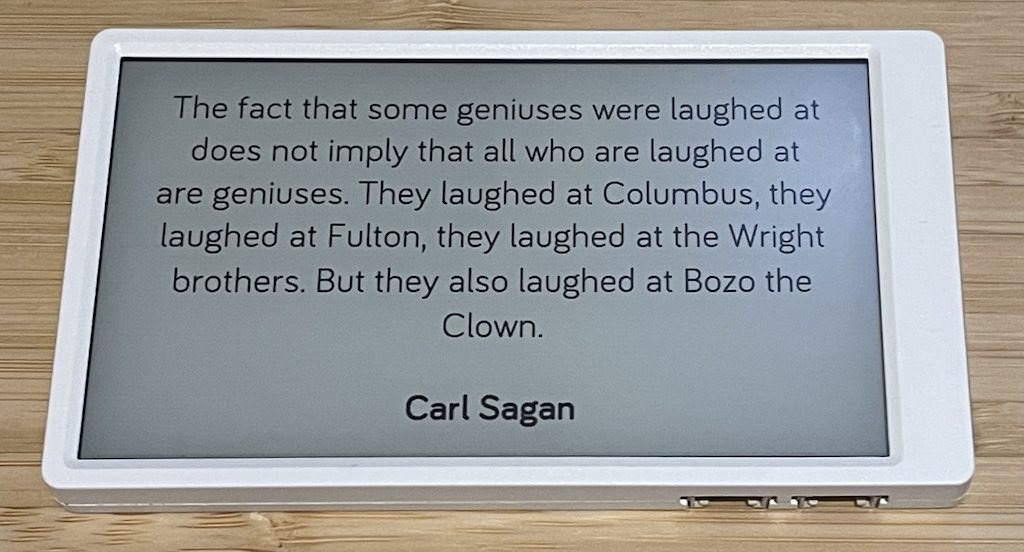 The fact that some geniuses were laughed at
does not imply that all who are laughed at
are geniuses. They laughed at Columbus, they
laughed at Fulton, they laughed at the Wright
brothers. But they also laughed at Bozo the
Clown.
Carl Sagan